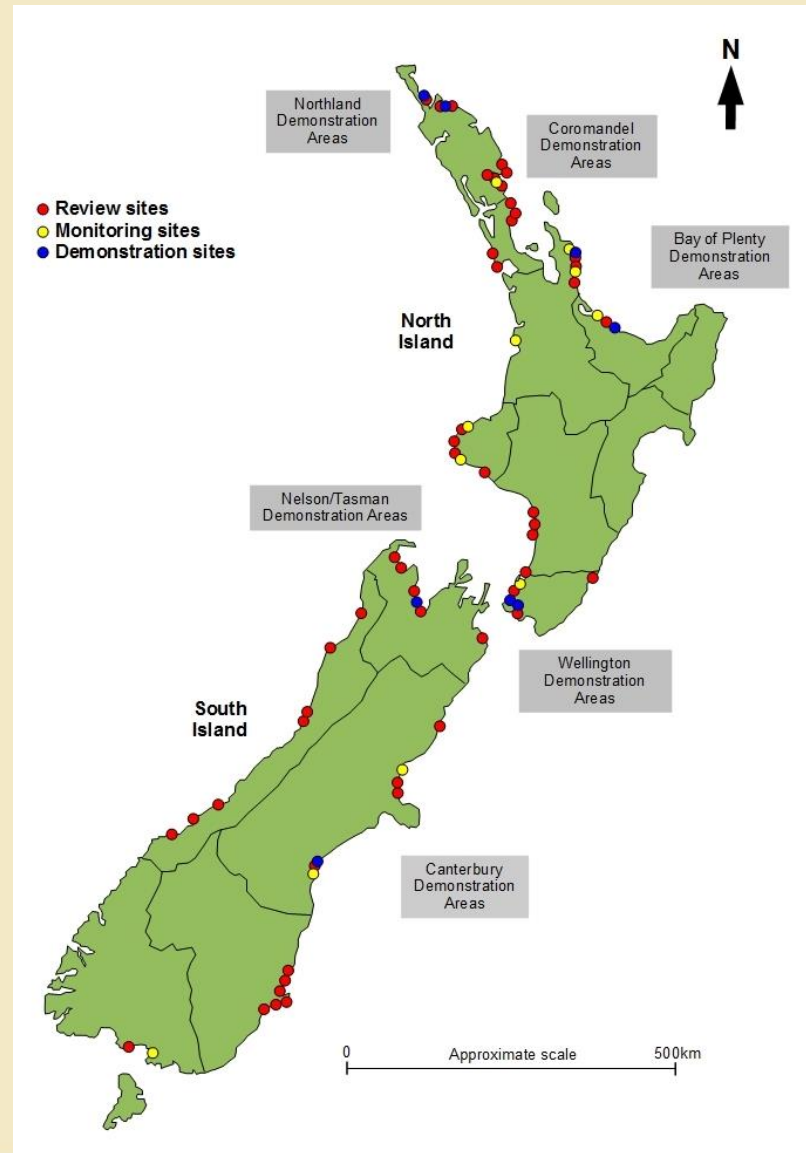 N
Northland
Demonstration
Areas
Coromandel
Demonstration
Areas
Review sites
Monitoring sites
Demonstration sites
Bay of Plenty
Demonstration
Areas
North
Island
Nelson/Tasman
Demonstration Areas
Wellington
Demonstration
Areas
South
Island
Canterbury
Demonstration
Areas
0 Approximate scale 500km